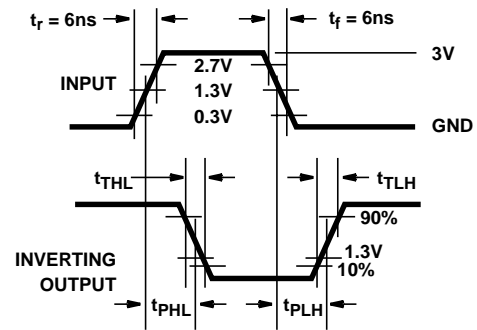 tr = 6ns
tf = 6ns
3V
2.7V
INPUT
1.3V
0.3V
GND
tTHL
tTLH
90%
INVERTING
OUTPUT
1.3V
10%
tPHL
tPLH